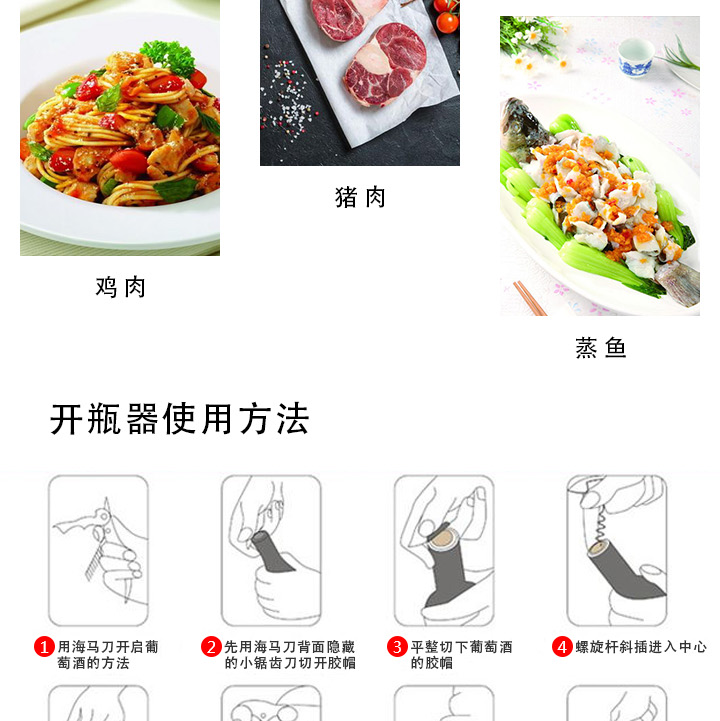 猪肉
鸡肉
蒸鱼
开瓶器使用方法
1 用海马刀开启葡
萄酒的方法
2 先用海马刀背面隐藏
的小锯齿刀切开胶帽
3 平整切下葡萄酒
的胶帽
4 螺旋杆斜插进入中心